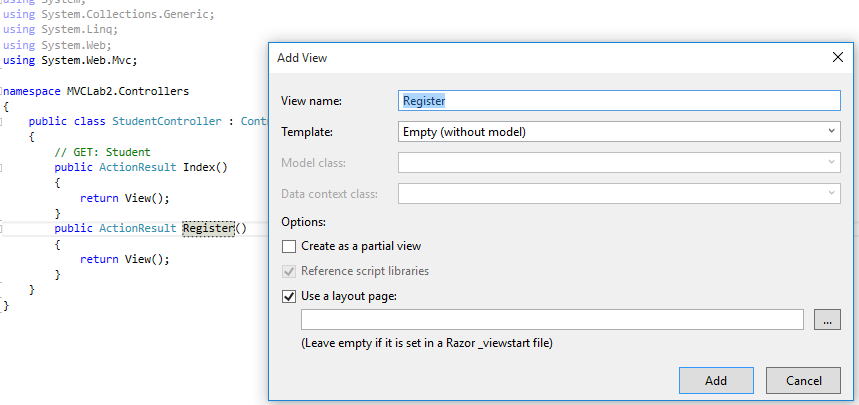 using System;
using System.Collections.Generic;
using System.Linq;
using System.Web;
using System.Web.Mvc;
namespace MVCLab2.Controllers
{
public class StudentController : Cont
{
// GET: Student
public ActionResult Index()
{
return View();
}
public ActionResult Register()
{
return View();
}
}
}
Add View
View name:
Register
Template:
Empty (without model)
Model class:
Data context class:
Options:
Create as a partial view
Reference script libraries
Use a layout page:
...
(Leave empty if it is set in a Razor _viewstart file)
Add
Cancel